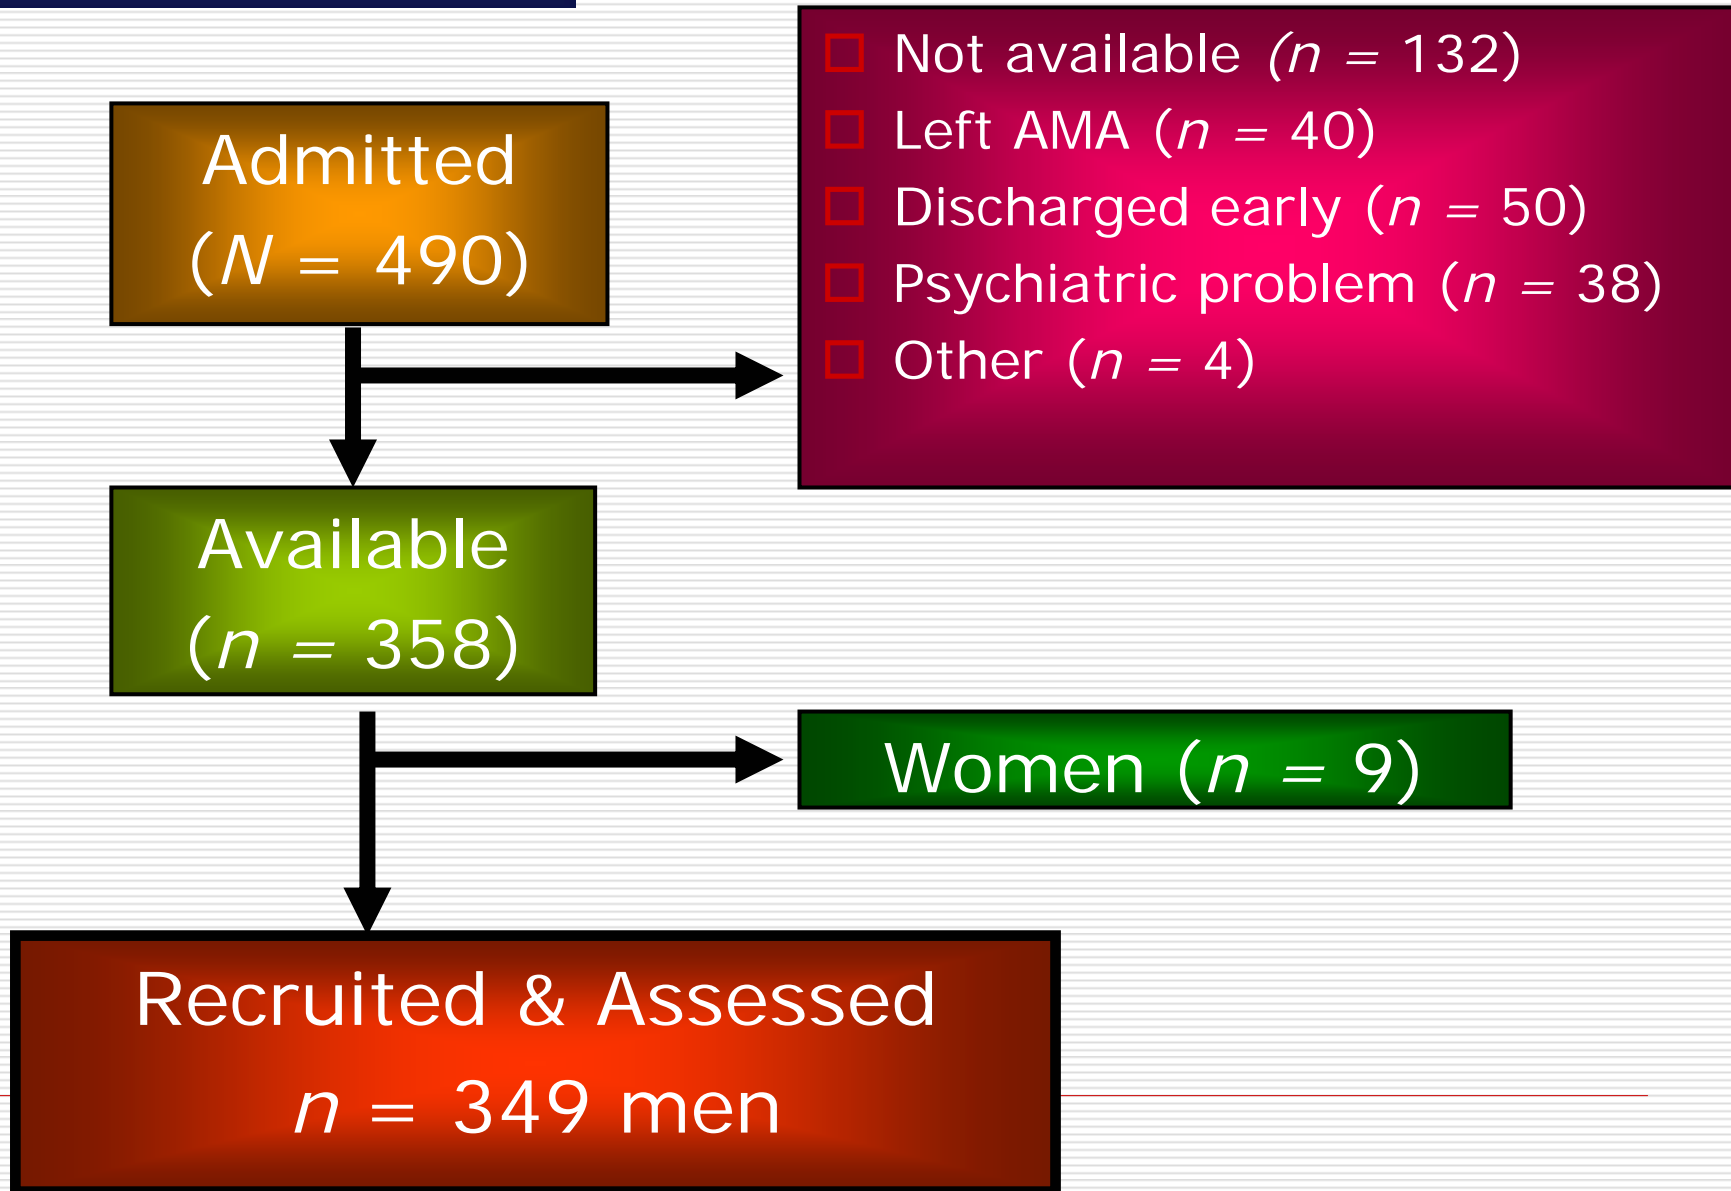 Admitted
(N = 490)
Not available (n = 132)
Left AMA (n = 40)
Discharged early (n = 50)
Psychiatric problem (n = 38)
Other (n = 4)
Available
(n = 358)
Women (n = 9)
Recruited & Assessed
n = 349 men